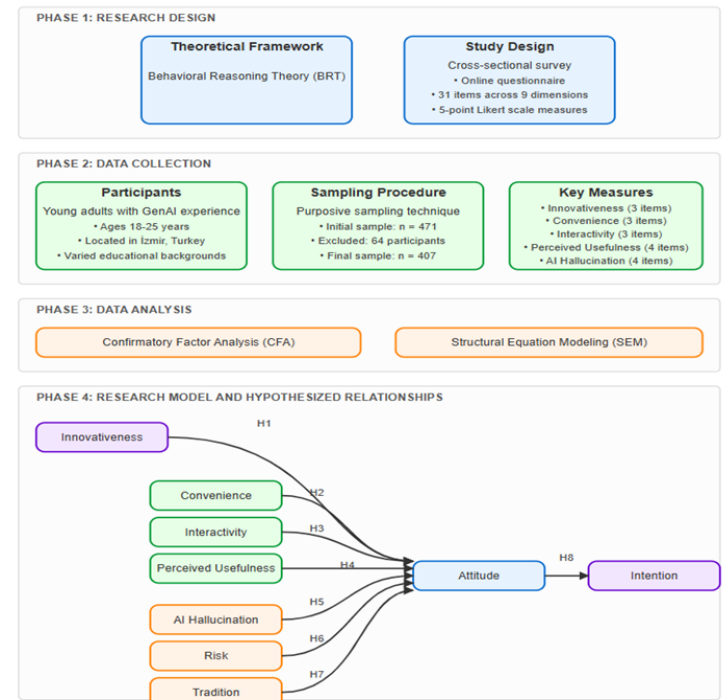 PHASE 1: RESEARCH DESIGN
Theoretical Framework
Behavioral Reasoning Theory (BRT)
Study Design
Cross-sectional survey
• Online questionnaire
• 31 items across 9 dimensions
• 5-point Likert scale measures
PHASE 2: DATA COLLECTION
Participants
Young adults with GenAI experience
• Ages 18-25 years
• Located in İzmir, Turkey
• Varied educational backgrounds
Sampling Procedure
Purposive sampling technique
• Initial sample: n = 471
• Excluded: 64 participants
• Final sample: n = 407
Key Measures
• Innovativeness (3 items)
• Convenience (3 items)
• Interactivity (3 items)
• Perceived Usefulness (4 items)
• AI Hallucination (4 items)
PHASE 3: DATA ANALYSIS
Confirmatory Factor Analysis (CFA)
Structural Equation Modeling (SEM)
PHASE 4: RESEARCH MODEL AND HYPOTHESIZED RELATIONSHIPS
H1
Innovativeness
Convenience
H2
Interactivity
H3
Perceived Usefulness
H4
AI Hallucination
H5
Risk
H6
Tradition
H7
Attitude
H8
Intention